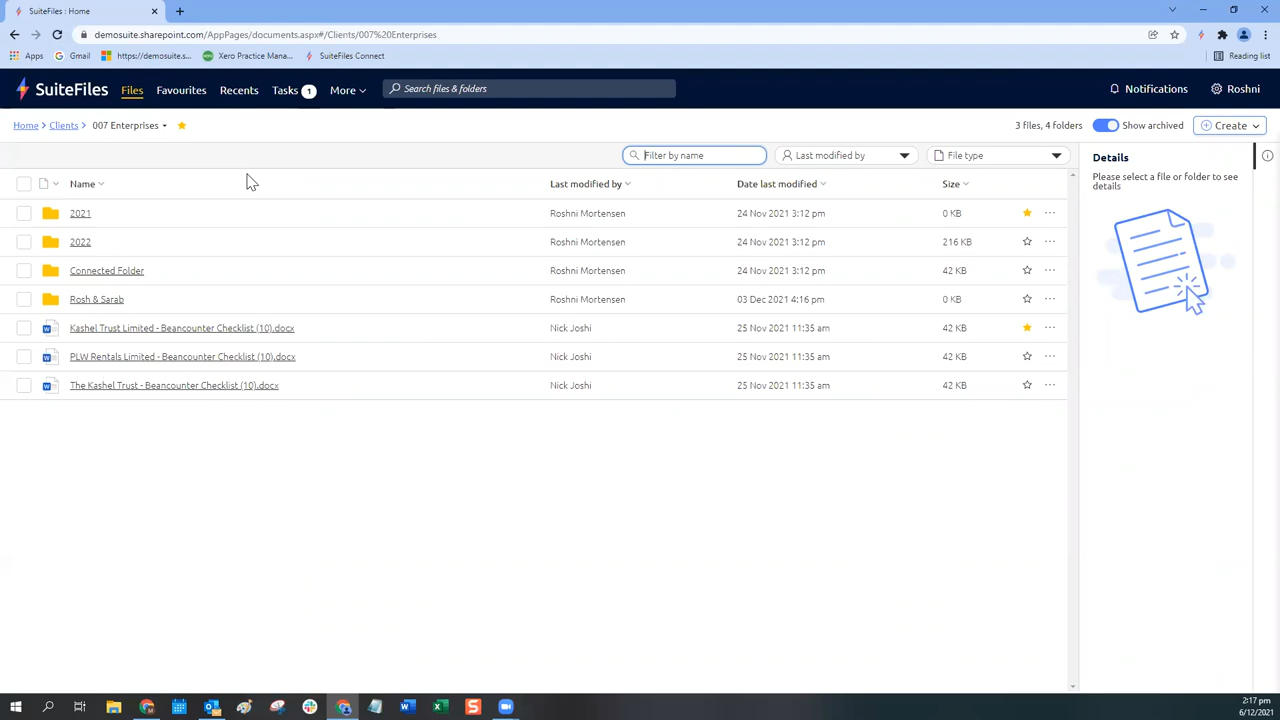 SuiteFiles : Home
demosuite.sharepoint.com/AppPages/documents.aspx#/Clients/007%20Enterprises
Apps Gmail https://demosuite.s... Xero Practice Mana... SuiteFiles Connect Reading list
SuiteFiles Files Favourites Recents Tasks 1 More Search files & folders Notifications Roshni
Home > Clients > 007 Enterprises 3 files, 4 folders Show archived Create
Filter by name Last modified by File type Details
Please select a file or folder to see
details
Name Last modified by Date last modified Size
2021 Roshni Mortensen 24 Nov 2021 3:12 pm 0 KB
2022 Roshni Mortensen 24 Nov 2021 3:12 pm 216 KB
Connected Folder Roshni Mortensen 24 Nov 2021 3:12 pm 42 KB
Rosh & Sarab Roshni Mortensen 03 Dec 2021 4:16 pm 0 KB
Kashel Trust Limited - Beancounter Checklist (10).docx Nick Joshi 25 Nov 2021 11:35 am 42 KB
PLW Rentals Limited - Beancounter Checklist (10).docx Nick Joshi 25 Nov 2021 11:35 am 42 KB
The Kashel Trust - Beancounter Checklist (10).docx Nick Joshi 25 Nov 2021 11:35 am 42 KB
2:17 pm
6/12/2021